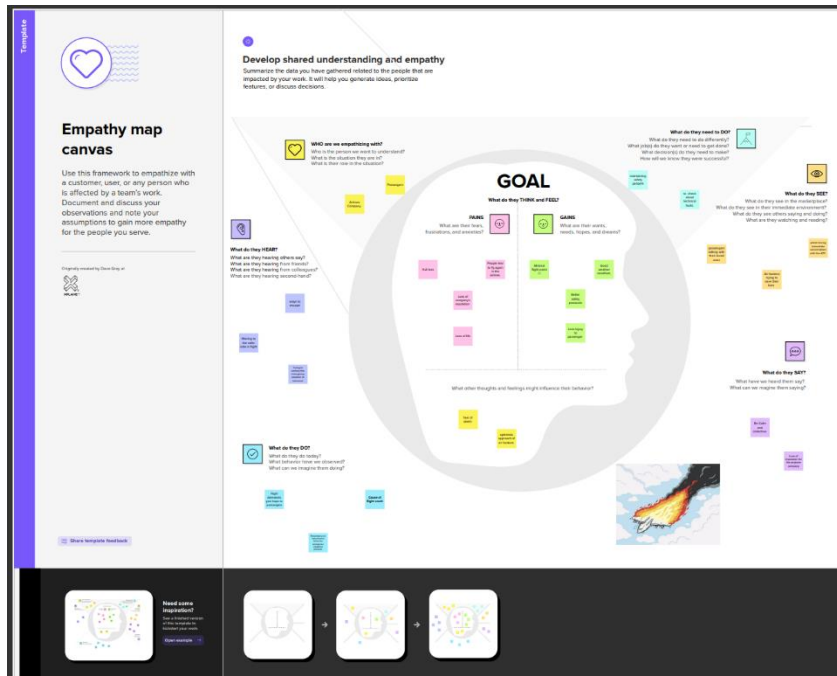 Template
Empathy map
canvas
Use this framework to empathize with
a customer, user, or any person who
is affected by a team's work.
Document and discuss your
observations and note your
assumptions to gain more empathy
for the people you serve.
Originally created by Dave Gray at
XPLANE
Share template feedback
Develop shared understanding and empathy
Summarize the data you have gathered related to the people that are
impacted by your work. It will help you generate ideas, prioritize
features, or discuss decisions.
WHO are we empathizing with?
Who is the person we want to understand?
What is the situation they are in?
What is their role in the situation?
Passengers
Airlines
Company
GOAL
What do they THINK and FEEL?
PAINS
What are their fears,
frustrations, and anxieties?
GAINS
What are their wants,
needs, hopes, and dreams?
What do they need to DO?
What do they need to do differently?
What job(s) do they want or need to get done?
What decision(s) do they need to make?
How will we know they were successful?
What do they SEE?
What do they see in the marketplace?
What do they see in their immediate environment?
What do they see others saying and doing?
What are they watching and reading?
What do they HEAR?
What are they hearing others say?
What are they hearing from friends?
What are they hearing from colleagues?
What are they hearing second-hand?
What other thoughts and feelings might influence their behavior?
What do they SAY?
What have we heard them say?
What can we imagine them saying?
What do they DO?
What do they do today?
What behavior have we observed?
What can we imagine them doing?
Need some
inspiration?
See a finished version
of this template to
kickstart your work.
Open example